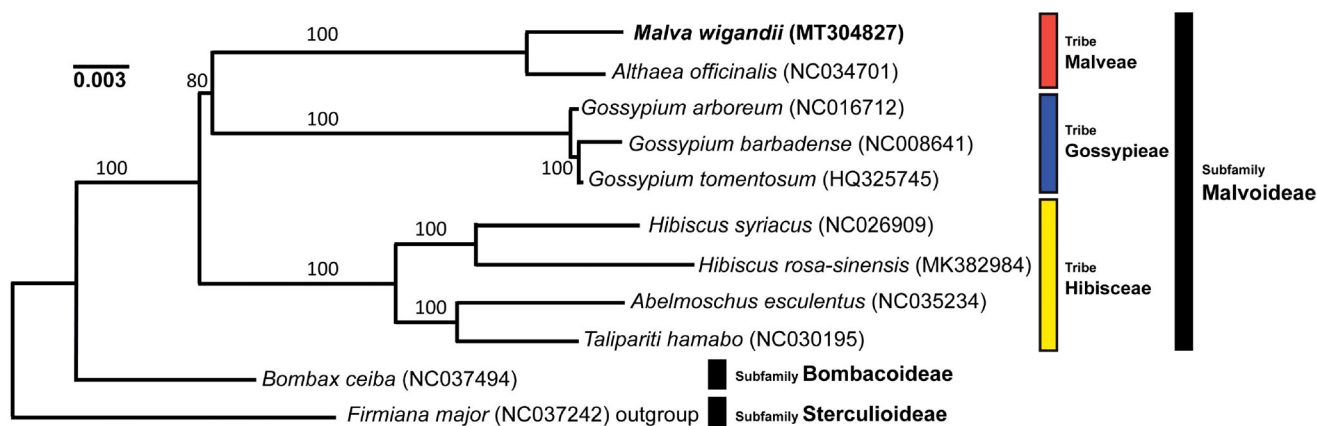 100
Malva wigandii (MT304827)
Althaea officinalis (NC034701)
Tribe
Malveae
0.003
80
100
Gossypium arboreum (NC016712)
Gossypium barbadense (NC008641)
100
Gossypium tomentosum (HQ325745)
Tribe
Gossypieae
Subfamily
Malvoideae
100
100
100
Hibiscus syriacus (NC026909)
Hibiscus rosa-sinensis (MK382984)
100
Abelmoschus esculentus (NC035234)
Talipariti hamabo (NC030195)
Tribe
Hibisceae
Bombax ceiba (NC037494)
Subfamily Bombacoideae
Firmiana major (NC037242) outgroup
Subfamily Sterculioideae